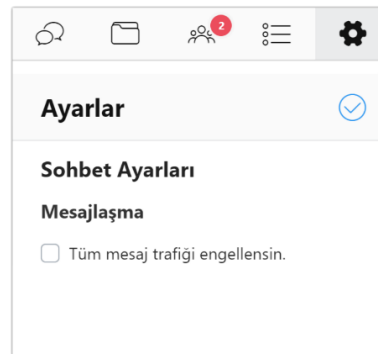 2
Ayarlar
Sohbet Ayarları
Mesajlaşma
Tüm mesaj trafiği engellensin.